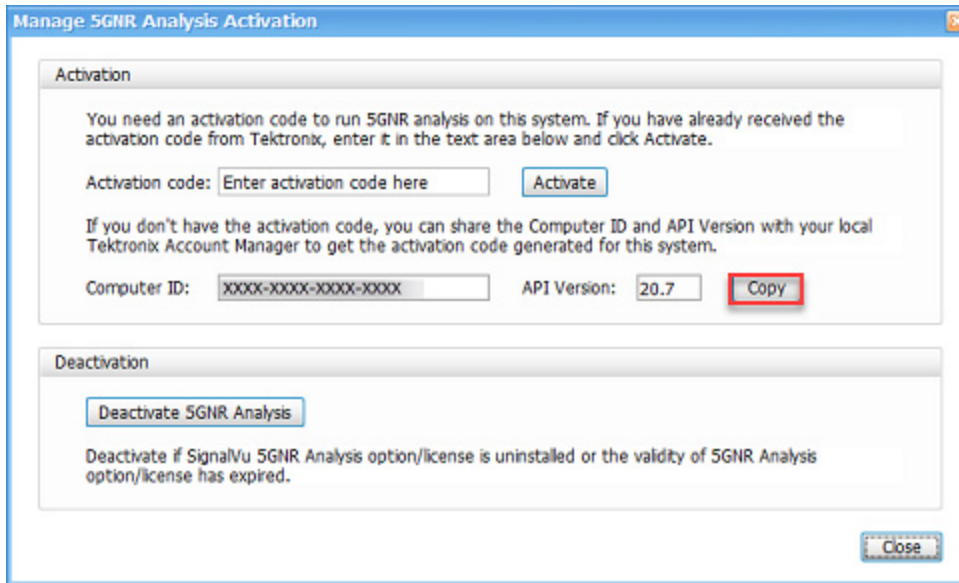 Manage 5GNR Analysis Activation
Activation
You need an activation code to run 5GNR analysis on this system. If you have already received the
activation code from Tektronix, enter it in the text area below and click Activate.
Activation code: Enter activation code here Activate
If you don't have the activation code, you can share the Computer ID and API Version with your local
Tektronix Account Manager to get the activation code generated for this system.
Computer ID: XXXX-XXXX-XXXX-XXXX API Version: 20.7 Copy
Deactivation
Deactivate 5GNR Analysis
Deactivate if SignalVu 5GNR Analysis option/license is uninstalled or the validity of 5GNR Analysis
option/license has expired.
Close